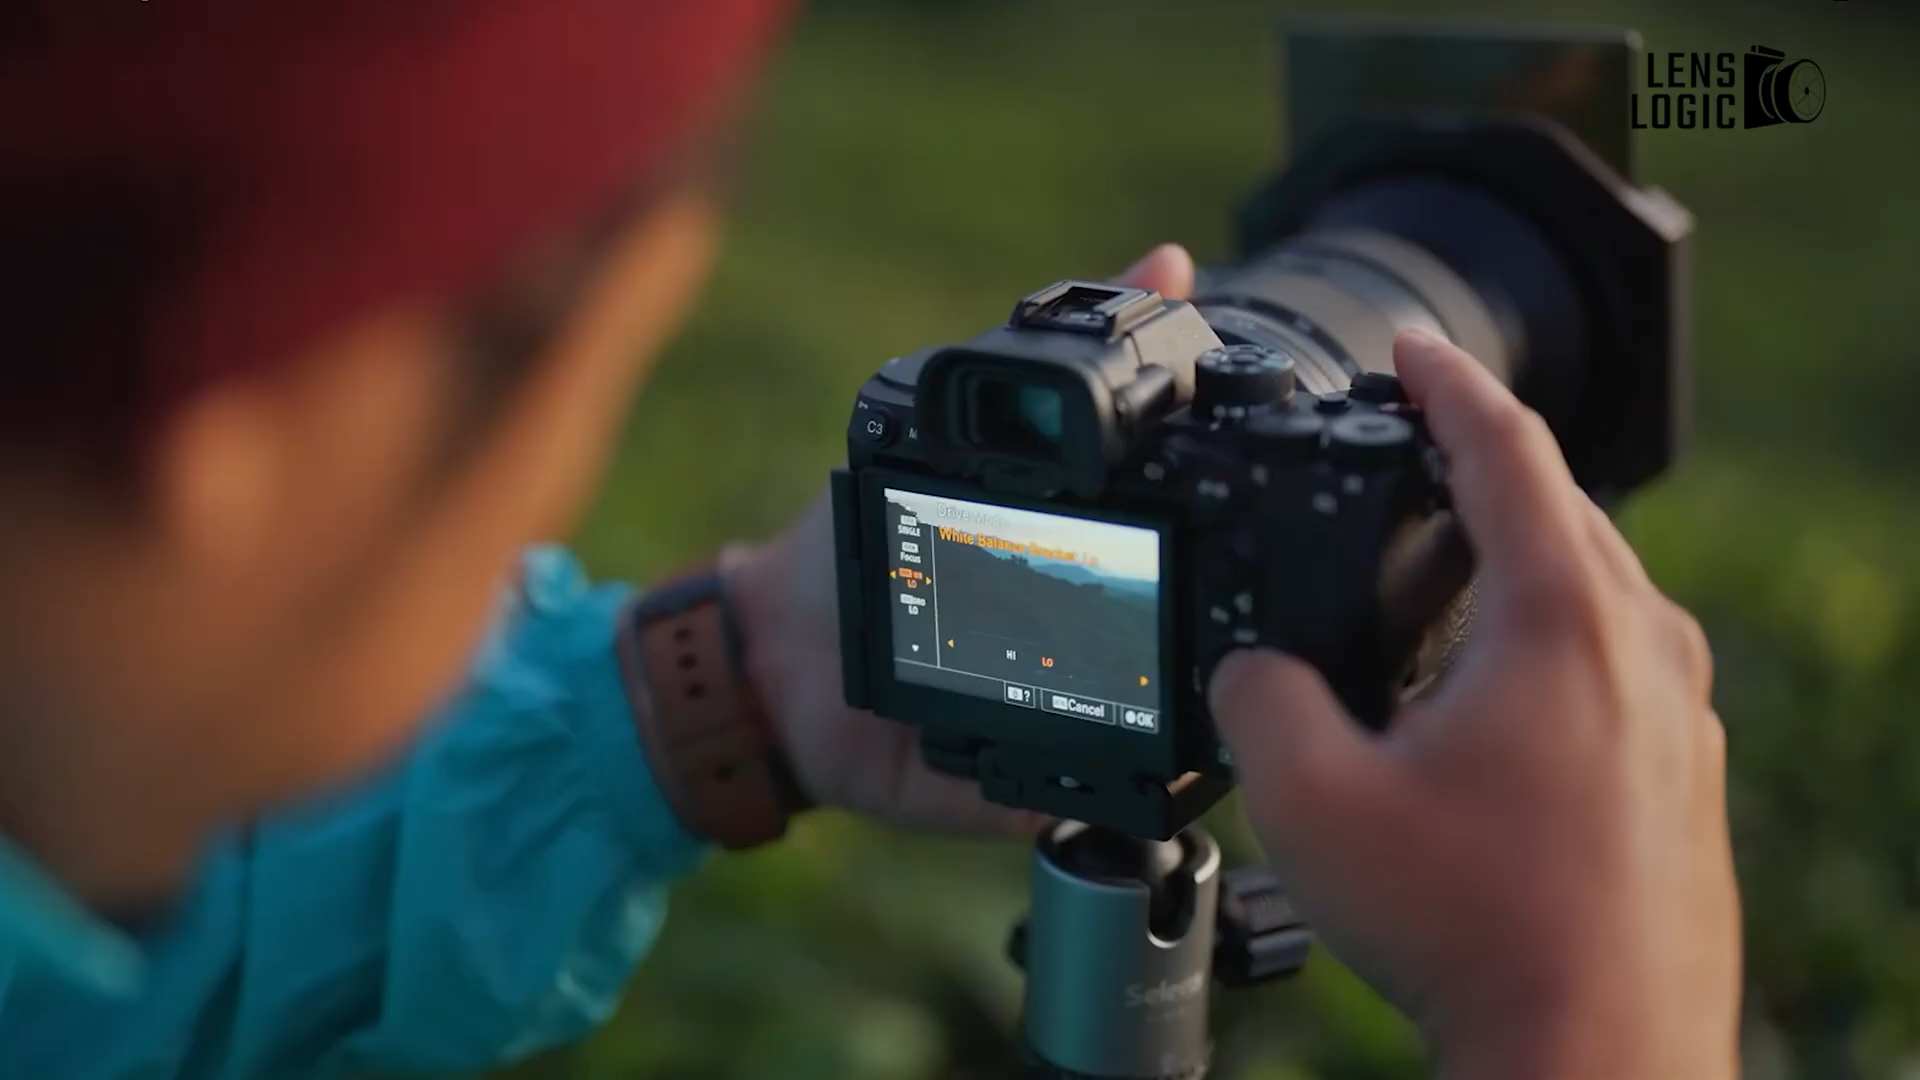 LENS
LOGIC
C3
M
Drive Mode
SINGLE
White Balance Bracket: Lo
Focus
LO
LO
HI LO
? Cancel OK